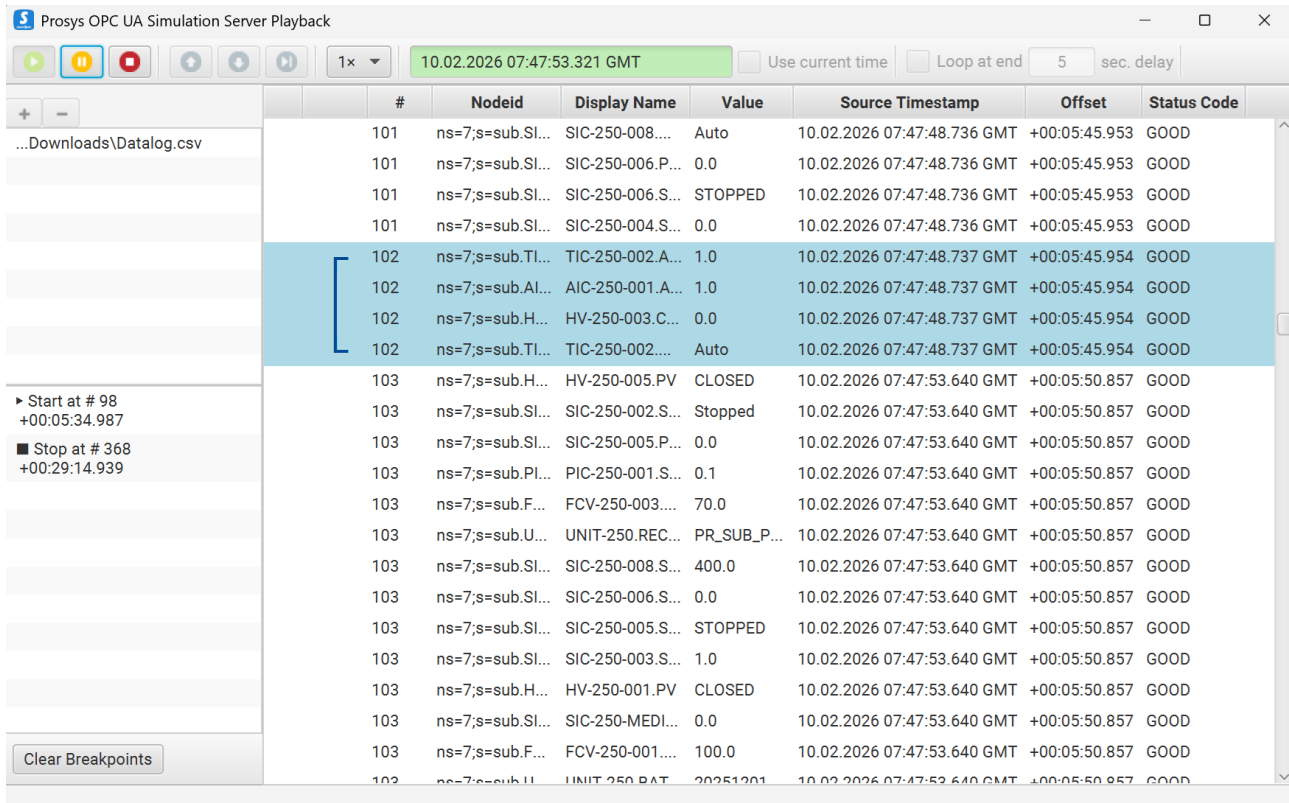 Prosys OPC UA Simulation Server Playback
1× 10.02.2026 07:47:53.321 GMT Use current time Loop at end 5 sec. delay
+ −
...Downloads\Datalog.csv
Start at # 98
+00:05:34.987
Stop at # 368
+00:29:14.939
Clear Breakpoints
# Nodeid Display Name Value Source Timestamp Offset Status Code
101 ns=7;s=sub.SI... SIC-250-008.... Auto 10.02.2026 07:47:48.736 GMT +00:05:45.953 GOOD
101 ns=7;s=sub.SI... SIC-250-006.P... 0.0 10.02.2026 07:47:48.736 GMT +00:05:45.953 GOOD
101 ns=7;s=sub.SI... SIC-250-006.S... STOPPED 10.02.2026 07:47:48.736 GMT +00:05:45.953 GOOD
101 ns=7;s=sub.SI... SIC-250-004.S... 0.0 10.02.2026 07:47:48.736 GMT +00:05:45.953 GOOD
102 ns=7;s=sub.TI... TIC-250-002.A... 1.0 10.02.2026 07:47:48.737 GMT +00:05:45.954 GOOD
102 ns=7;s=sub.AI... AIC-250-001.A... 1.0 10.02.2026 07:47:48.737 GMT +00:05:45.954 GOOD
102 ns=7;s=sub.H... HV-250-003.C... 0.0 10.02.2026 07:47:48.737 GMT +00:05:45.954 GOOD
102 ns=7;s=sub.TI... TIC-250-002.... Auto 10.02.2026 07:47:48.737 GMT +00:05:45.954 GOOD
103 ns=7;s=sub.H... HV-250-005.PV CLOSED 10.02.2026 07:47:53.640 GMT +00:05:50.857 GOOD
103 ns=7;s=sub.SI... SIC-250-002.S... Stopped 10.02.2026 07:47:53.640 GMT +00:05:50.857 GOOD
103 ns=7;s=sub.SI... SIC-250-005.P... 0.0 10.02.2026 07:47:53.640 GMT +00:05:50.857 GOOD
103 ns=7;s=sub.PI... PIC-250-001.S... 0.1 10.02.2026 07:47:53.640 GMT +00:05:50.857 GOOD
103 ns=7;s=sub.F... FCV-250-003.... 70.0 10.02.2026 07:47:53.640 GMT +00:05:50.857 GOOD
103 ns=7;s=sub.U... UNIT-250.REC... PR_SUB_P... 10.02.2026 07:47:53.640 GMT +00:05:50.857 GOOD
103 ns=7;s=sub.SI... SIC-250-008.S... 400.0 10.02.2026 07:47:53.640 GMT +00:05:50.857 GOOD
103 ns=7;s=sub.SI... SIC-250-006.S... 0.0 10.02.2026 07:47:53.640 GMT +00:05:50.857 GOOD
103 ns=7;s=sub.SI... SIC-250-005.S... STOPPED 10.02.2026 07:47:53.640 GMT +00:05:50.857 GOOD
103 ns=7;s=sub.SI... SIC-250-003.S... 1.0 10.02.2026 07:47:53.640 GMT +00:05:50.857 GOOD
103 ns=7;s=sub.H... HV-250-001.PV CLOSED 10.02.2026 07:47:53.640 GMT +00:05:50.857 GOOD
103 ns=7;s=sub.SI... SIC-250-MEDI... 0.0 10.02.2026 07:47:53.640 GMT +00:05:50.857 GOOD
103 ns=7;s=sub.F... FCV-250-001.... 100.0 10.02.2026 07:47:53.640 GMT +00:05:50.857 GOOD
103 ns=7;s=sub.U... UNIT-250.BAT... 20251201... 10.02.2026 07:47:53.640 GMT +00:05:50.857 GOOD